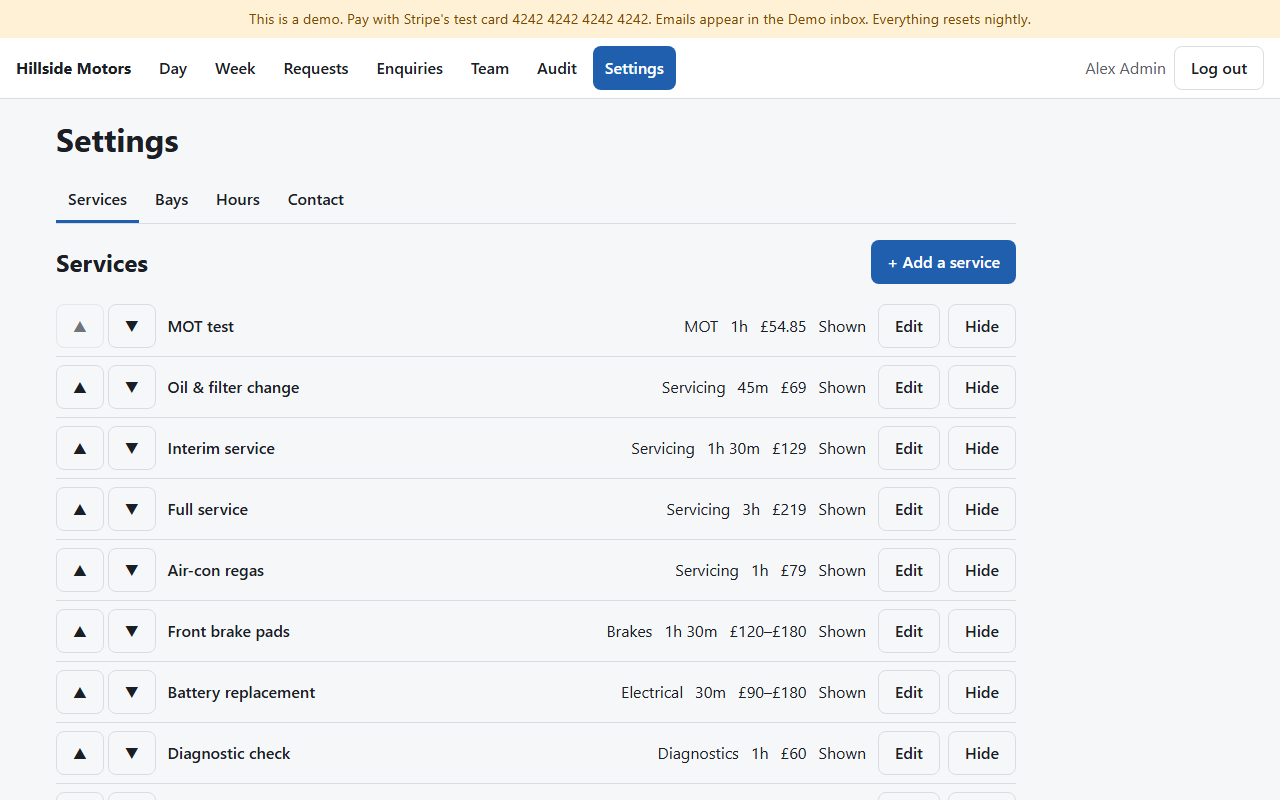 This is a demo. Pay with Stripe's test card 4242 4242 4242 4242. Emails appear in the Demo inbox. Everything resets nightly.
Hillside Motors Day Week Requests Enquiries Team Audit Settings Alex Admin Log out
Settings
Services Bays Hours Contact
Services + Add a service
▲ ▼ MOT test MOT 1h £54.85 Shown Edit Hide
▲ ▼ Oil & filter change Servicing 45m £69 Shown Edit Hide
▲ ▼ Interim service Servicing 1h 30m £129 Shown Edit Hide
▲ ▼ Full service Servicing 3h £219 Shown Edit Hide
▲ ▼ Air-con regas Servicing 1h £79 Shown Edit Hide
▲ ▼ Front brake pads Brakes 1h 30m £120–£180 Shown Edit Hide
▲ ▼ Battery replacement Electrical 30m £90–£180 Shown Edit Hide
▲ ▼ Diagnostic check Diagnostics 1h £60 Shown Edit Hide